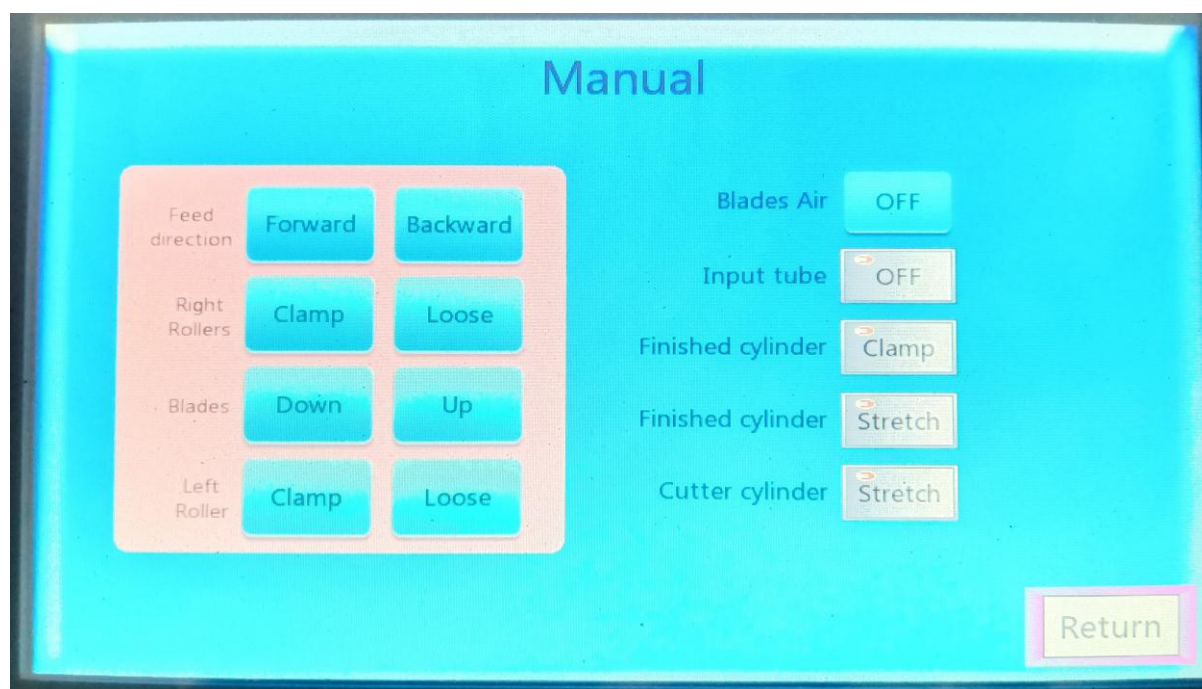 Manual
Feed
direction
Forward
Backward
Right
Rollers
Clamp
Loose
Blades
Down
Up
Left
Roller
Clamp
Loose
Blades Air
OFF
Input tube
OFF
Finished cylinder
Clamp
Finished cylinder
Stretch
Cutter cylinder
Stretch
Return